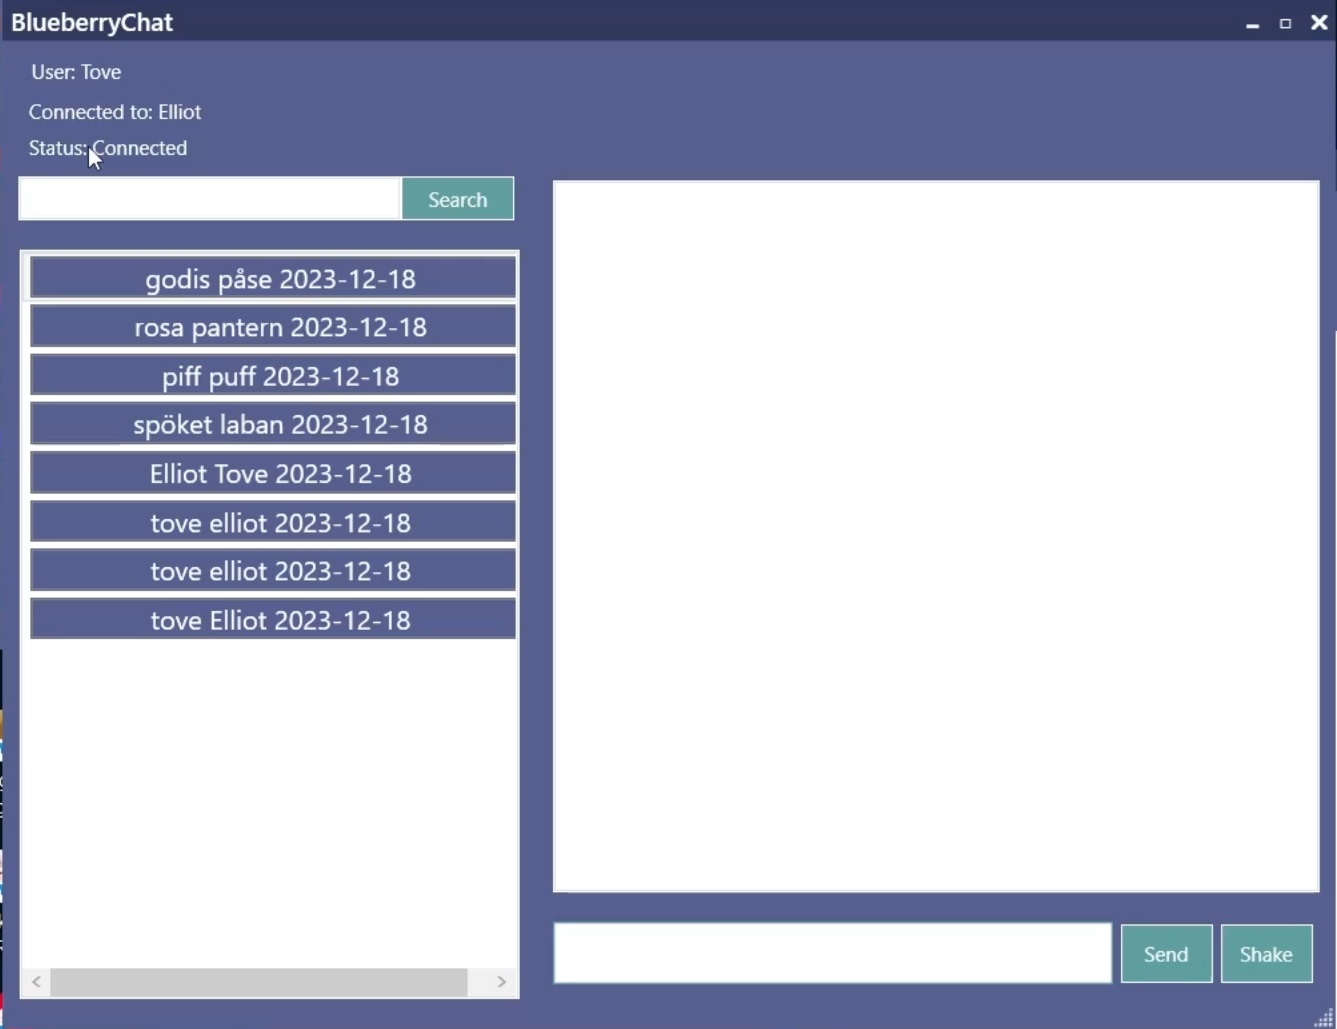 BlueberryChat
User: Tove
Connected to: Elliot
Status: Connected
Search
godis påse 2023-12-18
rosa pantern 2023-12-18
piff puff 2023-12-18
spöket laban 2023-12-18
Elliot Tove 2023-12-18
tove elliot 2023-12-18
tove elliot 2023-12-18
tove Elliot 2023-12-18
Send
Shake